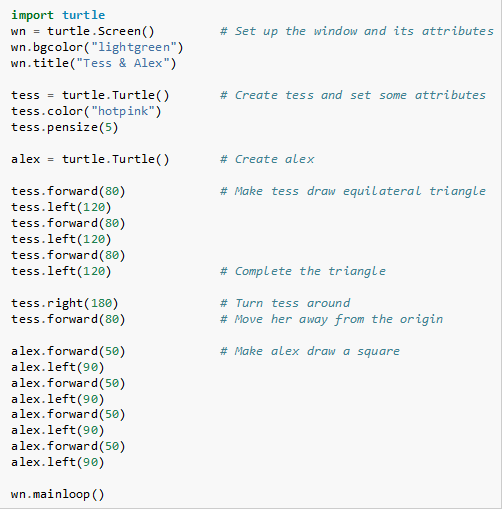 import turtle
wn = turtle.Screen()         # Set up the window and its attributes
wn.bgcolor("lightgreen")
wn.title("Tess & Alex")

tess = turtle.Turtle()       # Create tess and set some attributes
tess.color("hotpink")
tess.pensize(5)

alex = turtle.Turtle()       # Create alex

tess.forward(80)             # Make tess draw equilateral triangle
tess.left(120)
tess.forward(80)
tess.left(120)
tess.forward(80)
tess.left(120)               # Complete the triangle

tess.right(180)              # Turn tess around
tess.forward(80)             # Move her away from the origin

alex.forward(50)             # Make alex draw a square
alex.left(90)
alex.forward(50)
alex.left(90)
alex.forward(50)
alex.left(90)
alex.forward(50)
alex.left(90)

wn.mainloop()